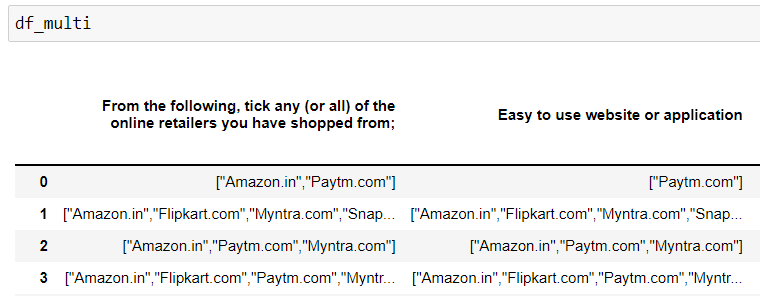 df_multi
From the following, tick any (or all) of the
online retailers you have shopped from;
Easy to use website or application
0 ["Amazon.in","Paytm.com"] ["Paytm.com"]
1 ["Amazon.in","Flipkart.com","Myntra.com","Snap... ["Amazon.in","Flipkart.com","Myntra.com","Snap...
2 ["Amazon.in","Paytm.com","Myntra.com"] ["Amazon.in","Paytm.com","Myntra.com"]
3 ["Amazon.in","Flipkart.com","Paytm.com","Myntr... ["Amazon.in","Flipkart.com","Paytm.com","Myntr...